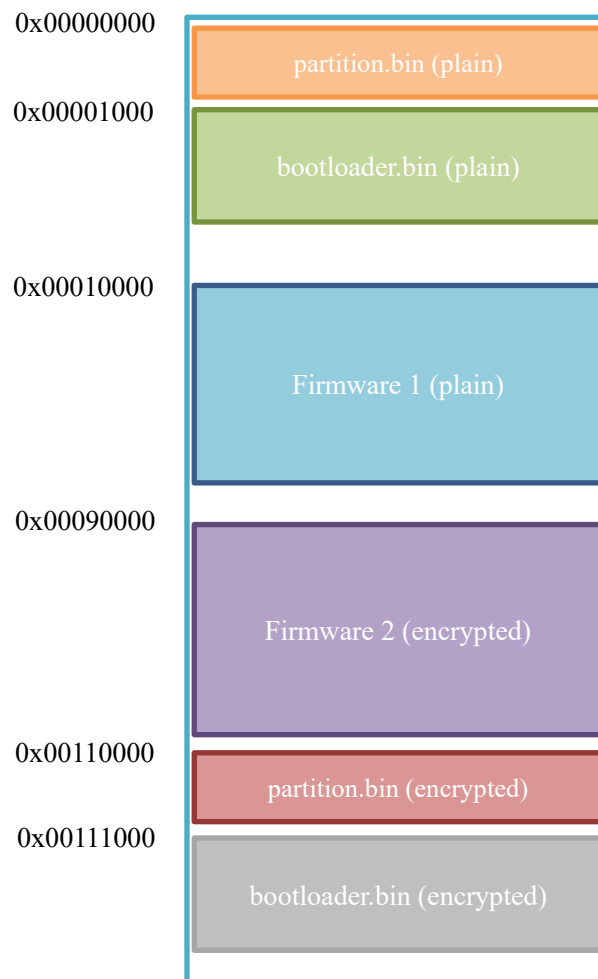 0x00000000
partition.bin (plain)
0x00001000
bootloader.bin (plain)
0x00010000
Firmware 1 (plain)
0x00090000
Firmware 2 (encrypted)
0x00110000
partition.bin (encrypted)
0x00111000
bootloader.bin (encrypted)